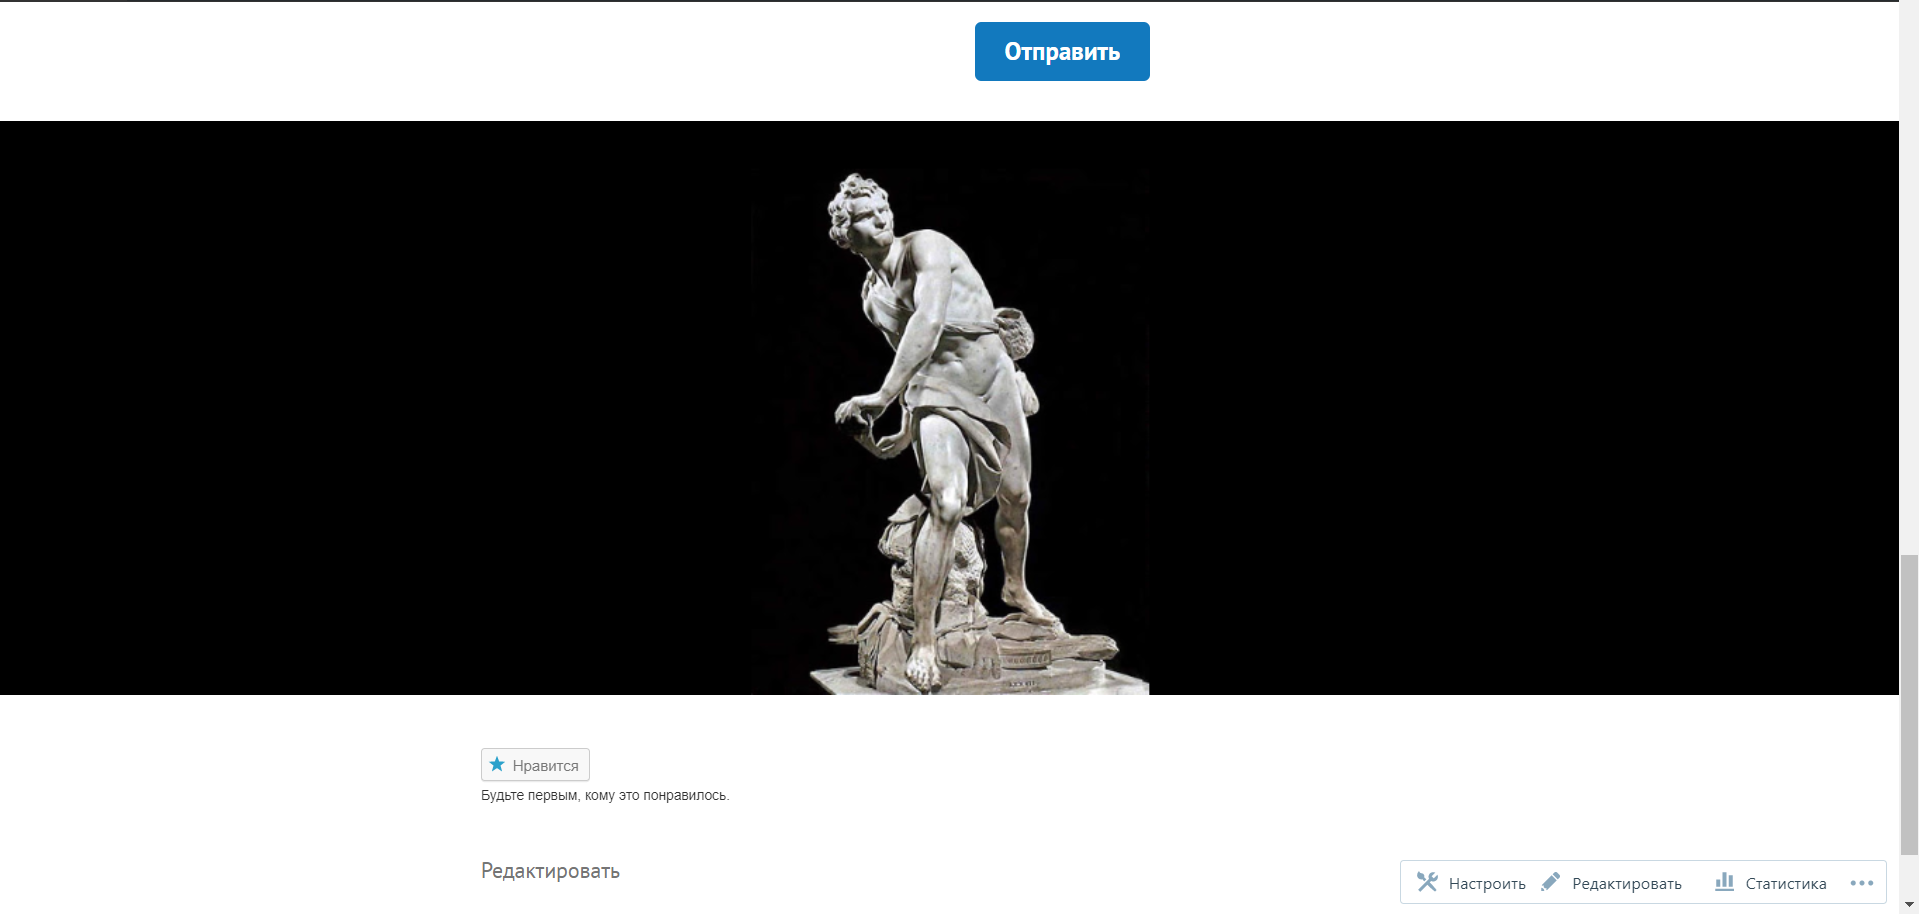 Отправить
Нравится
Будьте первым, кому это понравилось.
Редактировать
Настроить Редактировать Статистика